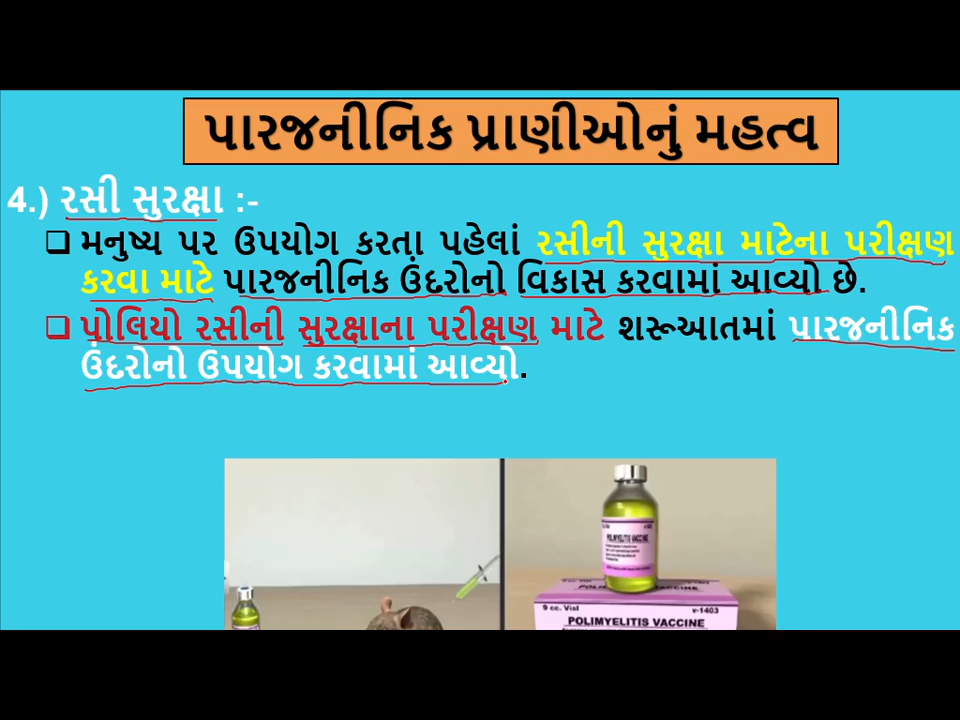 પારજનીનિક પ્રાણીઓનું મહત્વ
4.) રસી સુરક્ષા :-
❑ મનુષ્ય પર ઉપયોગ કરતા પહેલાં રસીની સુરક્ષા માટેના પરીક્ષણ
કરવા માટે પારજનીનિક ઉંદરોનો વિકાસ કરવામાં આવ્યો છે.
❑ પોલિયો રસીની સુરક્ષાના પરીક્ષણ માટે શરૂઆતમાં પારજનીનિક
ઉંદરોનો ઉપયોગ કરવામાં આવ્યો.
POLIMYELITIS VACCINE
9 cc. Vial v-1403
POLIMYELITIS VACCINE